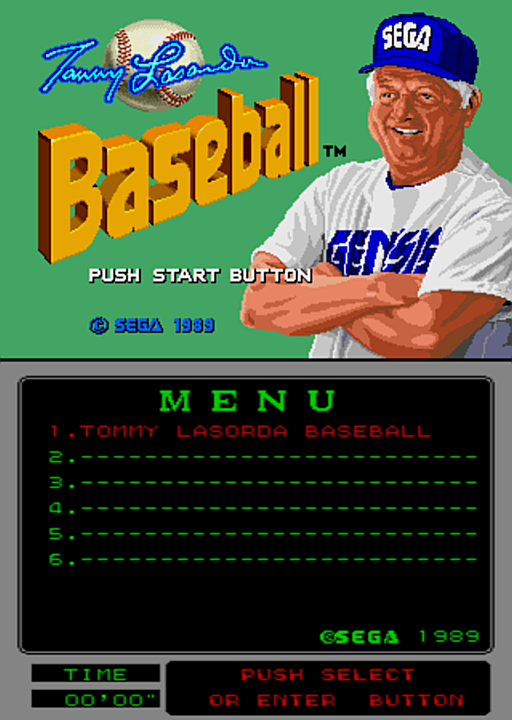 SEGA
Tommy Lasorda
Baseball™
GENSIS
PUSH START BUTTON
© SEGA 1989
MENU
1.TOMMY LASORDA BASEBALL
2.--------------------------
3.--------------------------
4.--------------------------
5.--------------------------
6.--------------------------
©SEGA 1989
TIME
00'00"
PUSH SELECT
OR ENTER BUTTON